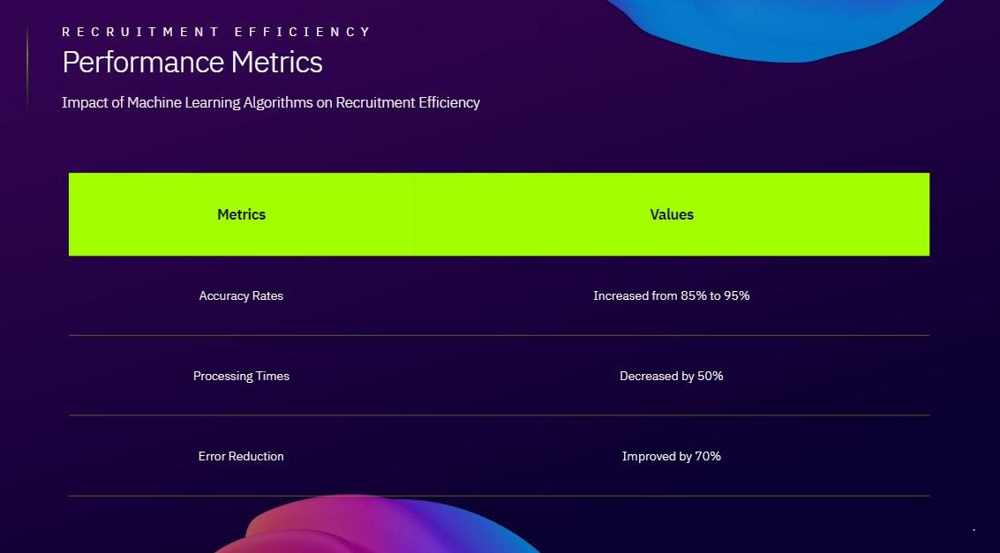 RECRUITMENT EFFICIENCY
Performance Metrics
Impact of Machine Learning Algorithms on Recruitment Efficiency
Metrics Values
Accuracy Rates Increased from 85% to 95%
Processing Times Decreased by 50%
Error Reduction Improved by 70%
.